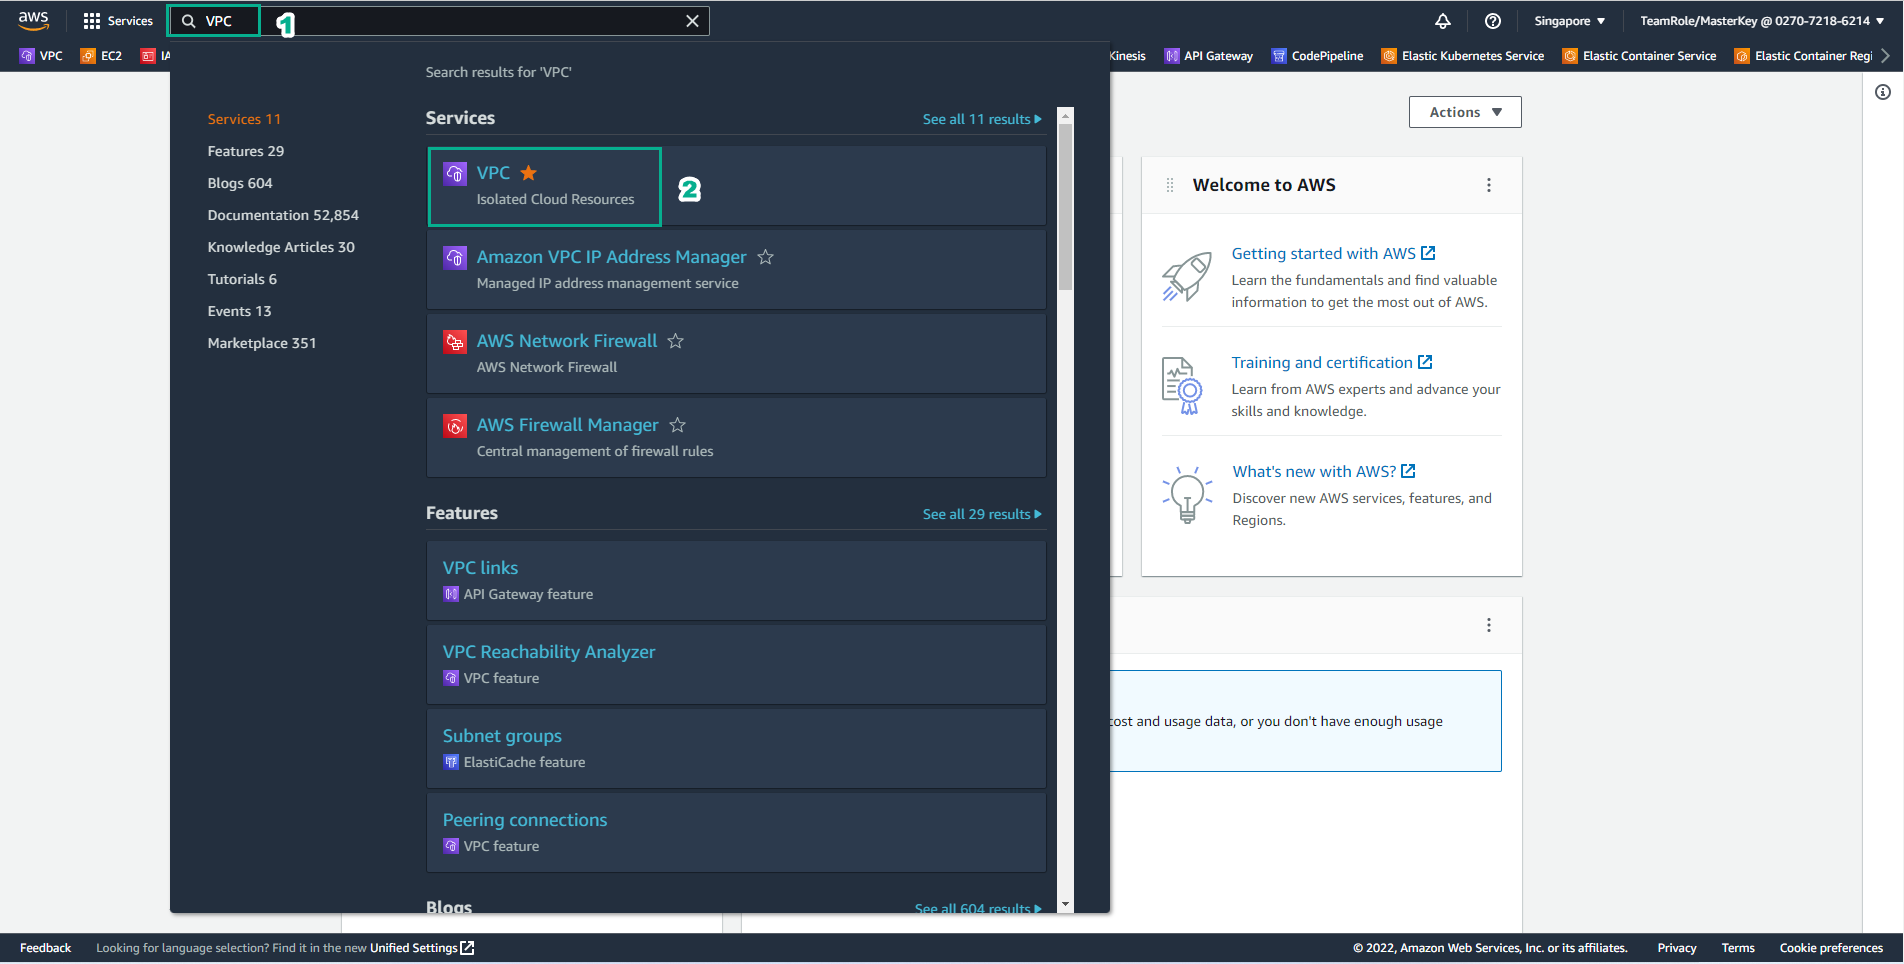 aws
Services
VPC
1
Singapore
TeamRole/MasterKey @ 0270-7218-6214
VPC
EC2
Kinesis
API Gateway
CodePipeline
Elastic Kubernetes Service
Elastic Container Service
Elastic Container Regi
Search results for 'VPC'
Services 11
Features 29
Blogs 604
Documentation 52,854
Knowledge Articles 30
Tutorials 6
Events 13
Marketplace 351
Services
See all 11 results
VPC
Isolated Cloud Resources
2
Amazon VPC IP Address Manager
Managed IP address management service
AWS Network Firewall
AWS Network Firewall
AWS Firewall Manager
Central management of firewall rules
Features
See all 29 results
VPC links
API Gateway feature
VPC Reachability Analyzer
VPC feature
Subnet groups
ElastiCache feature
Peering connections
VPC feature
Blogs
See all 604 results
Actions
Welcome to AWS
Getting started with AWS
Learn the fundamentals and find valuable
information to get the most out of AWS.
Training and certification
Learn from AWS experts and advance your
skills and knowledge.
What's new with AWS?
Discover new AWS services, features, and
Regions.
cost and usage data, or you don't have enough usage
Feedback
Looking for language selection? Find it in the new Unified Settings
© 2022, Amazon Web Services, Inc. or its affiliates.
Privacy
Terms
Cookie preferences